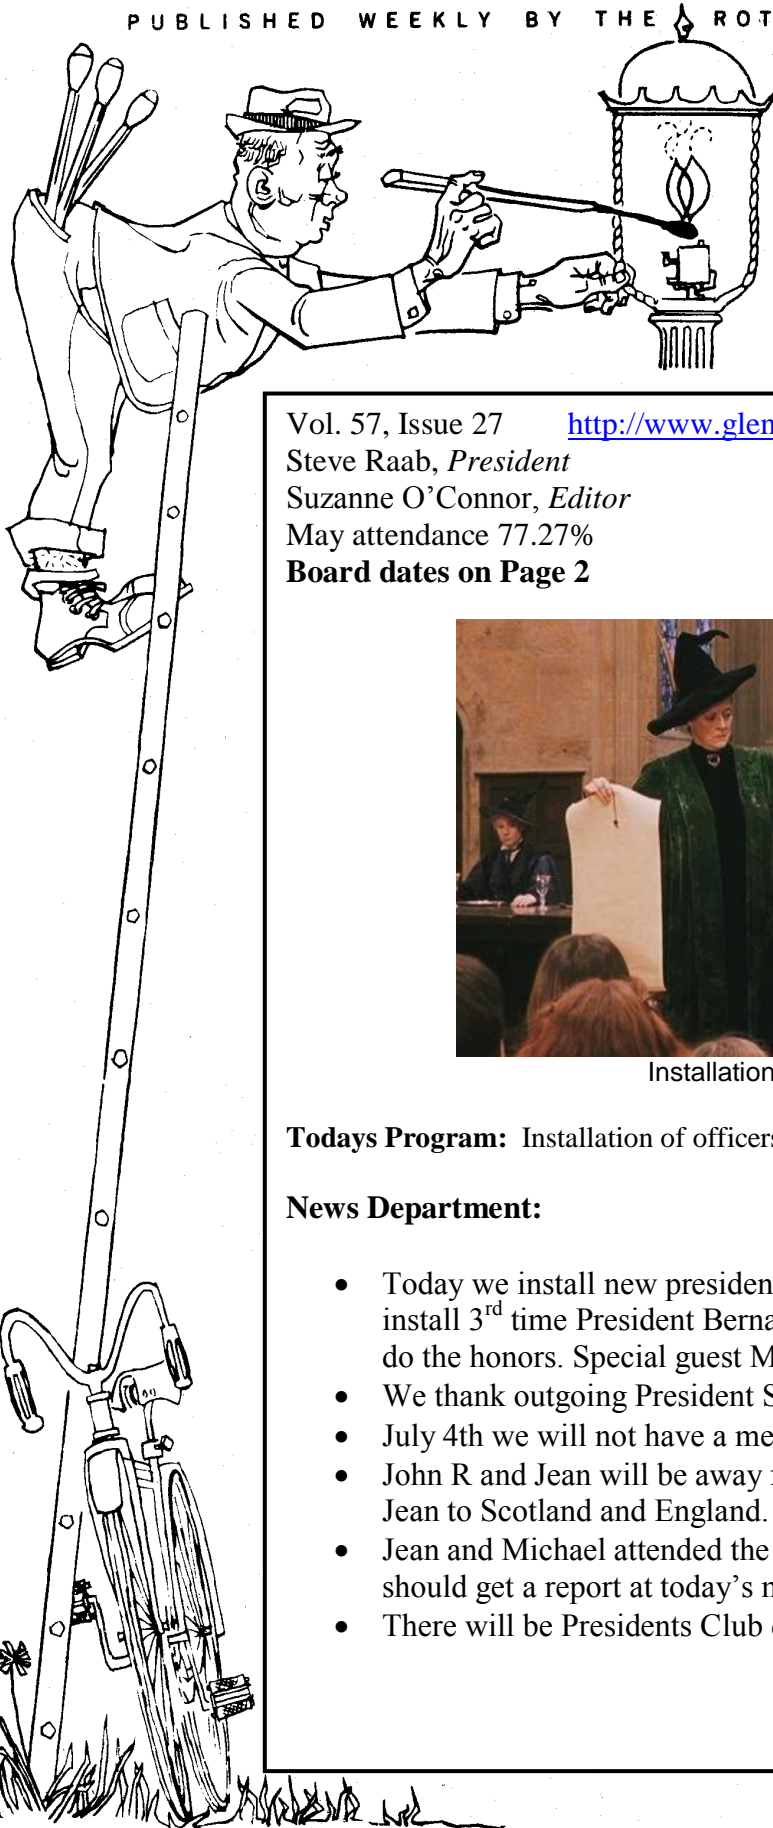 PUBLISHED WEEKLY BY THE ROT
Vol. 57, Issue 27 http://www.glen
Steve Raab, President
Suzanne O’Connor, Editor
May attendance 77.27%
Board dates on Page 2
Installation
Todays Program: Installation of officers
News Department:
• Today we install new presiden
install 3rd time President Berna
do the honors. Special guest M
• We thank outgoing President S
• July 4th we will not have a me
• John R and Jean will be away
Jean to Scotland and England.
• Jean and Michael attended the
should get a report at today’s n
• There will be Presidents Club